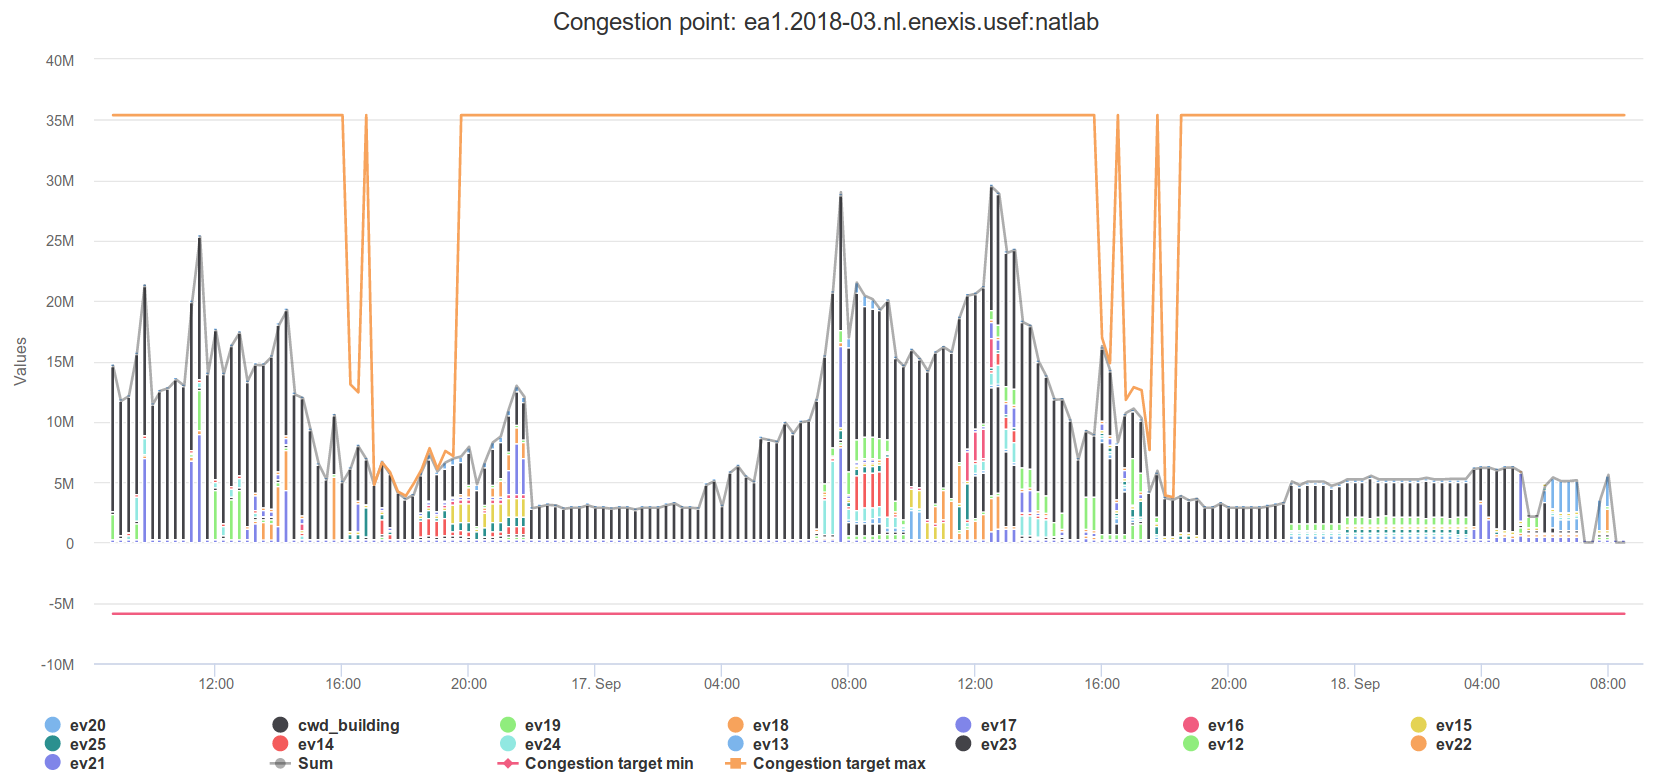 Congestion point: ea1.2018-03.nl.enexis.usef:natlab
Values
40M
35M
30M
25M
20M
15M
10M
5M
0
-5M
-10M
12:00 16:00 20:00 17. Sep 04:00 08:00 12:00 16:00 20:00 18. Sep 04:00 08:00
ev20 cwd_building ev19 ev18 ev17 ev16 ev15
ev25 ev14 ev24 ev13 ev23 ev12 ev22
ev21 Sum Congestion target min Congestion target max